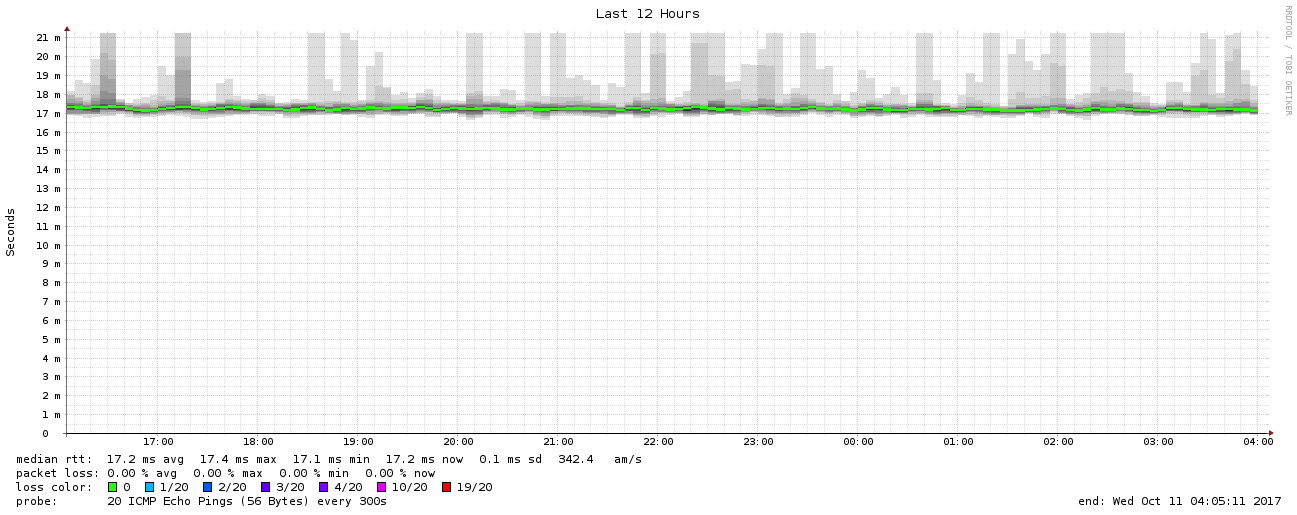 Last 12 Hours
RRDTOOL / TOBI OETIKER
Seconds
21 m
20 m
19 m
18 m
17 m
16 m
15 m
14 m
13 m
12 m
11 m
10 m
9 m
8 m
7 m
6 m
5 m
4 m
3 m
2 m
1 m
0
17:00 18:00 19:00 20:00 21:00 22:00 23:00 00:00 01:00 02:00 03:00 04:00
median rtt: 17.2 ms avg 17.4 ms max 17.1 ms min 17.2 ms now 0.1 ms sd 342.4 am/s
packet loss: 0.00 % avg 0.00 % max 0.00 % min 0.00 % now
loss color: 0 1/20 2/20 3/20 4/20 10/20 19/20
probe: 20 ICMP Echo Pings (56 Bytes) every 300s end: Wed Oct 11 04:05:11 2017